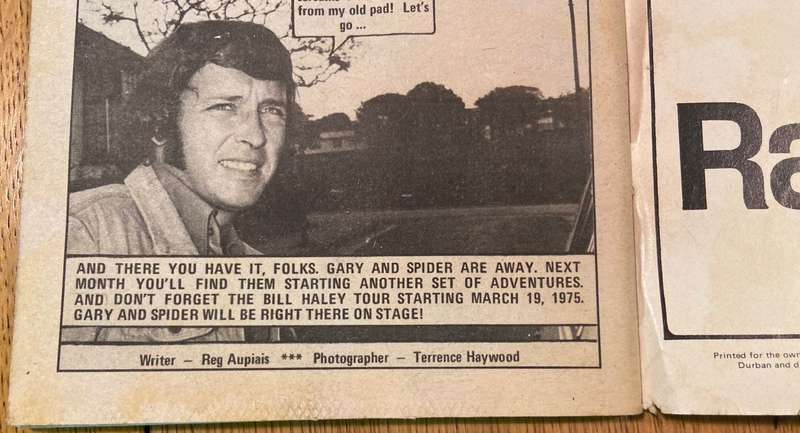 from my old pad! Let's
go ...
AND THERE YOU HAVE IT, FOLKS. GARY AND SPIDER ARE AWAY. NEXT
MONTH YOU'LL FIND THEM STARTING ANOTHER SET OF ADVENTURES.
AND DON'T FORGET THE BILL HALEY TOUR STARTING MARCH 19, 1975.
GARY AND SPIDER WILL BE RIGHT THERE ON STAGE!
Writer – Reg Aupiais *** Photographer – Terrence Haywood
Ra
Printed for the own
Durban and d